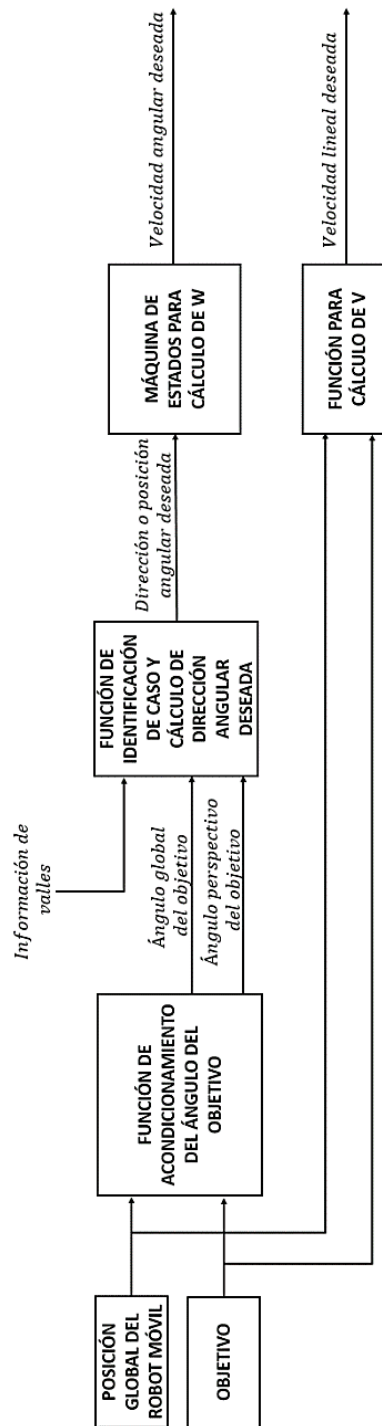 POSICIÓN
GLOBAL DEL
ROBOT MÓVIL
OBJETIVO
FUNCIÓN DE
ACONDICIONAMIENTO
DEL ÁNGULO DEL
OBJETIVO
Ángulo global
del objetivo
Ángulo perspectivo
del objetivo
Información de
valles
FUNCIÓN DE
IDENTIFICACIÓN
DE CASO Y
CÁLCULO DE
DIRECCIÓN
ANGULAR
DESEADA
Dirección o posición
angular deseada
MÁQUINA DE
ESTADOS PARA
CÁLCULO DE W
Velocidad angular deseada
FUNCIÓN PARA
CÁLCULO DE V
Velocidad lineal deseada